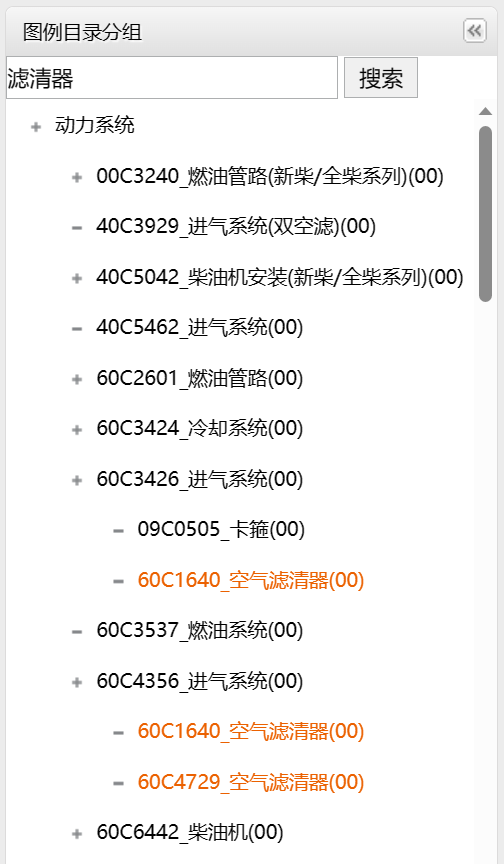 图例目录分组
滤清器 搜索
动力系统
00C3240_燃油管路(新柴/全柴系列)(00)
40C3929_进气系统(双空滤)(00)
40C5042_柴油机安装(新柴/全柴系列)(00)
40C5462_进气系统(00)
60C2601_燃油管路(00)
60C3424_冷却系统(00)
60C3426_进气系统(00)
09C0505_卡箍(00)
60C1640_空气滤清器(00)
60C3537_燃油系统(00)
60C4356_进气系统(00)
60C1640_空气滤清器(00)
60C4729_空气滤清器(00)
60C6442_柴油机(00)